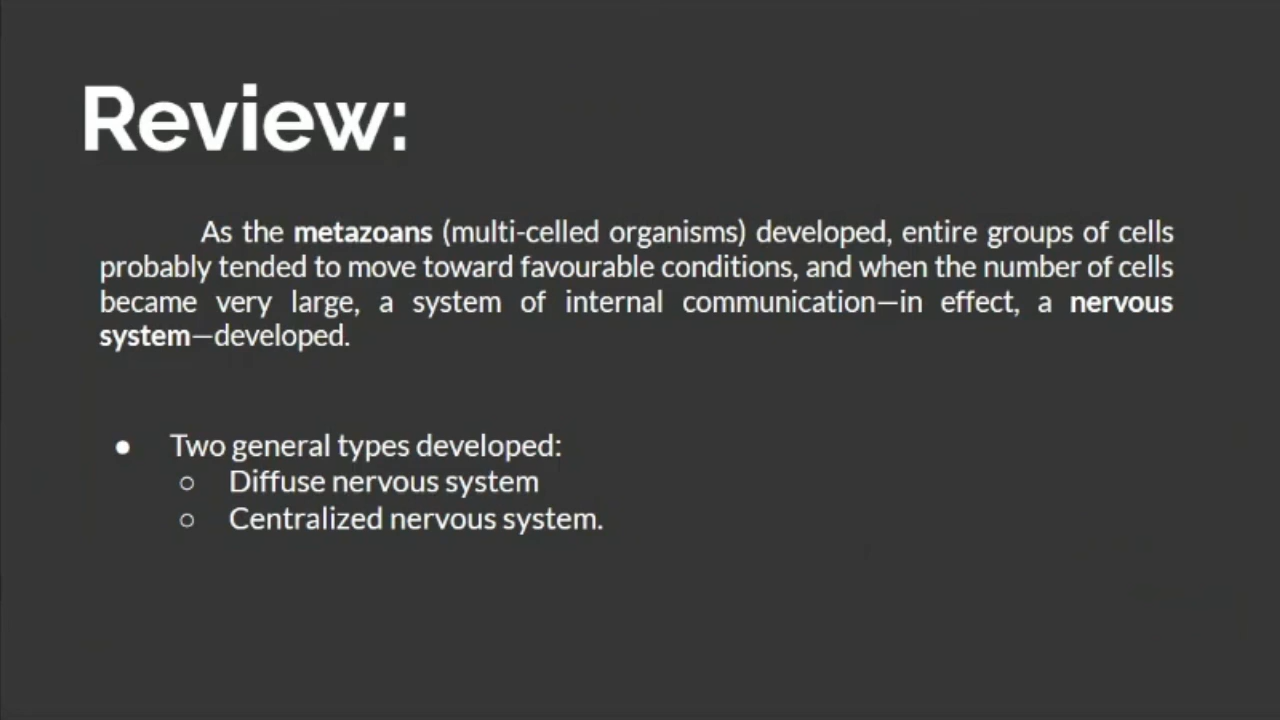 Review:
As the metazoans (multi-celled organisms) developed, entire groups of cells
probably tended to move toward favourable conditions, and when the number of cells
became very large, a system of internal communication—in effect, a nervous
system—developed.
● Two general types developed:
○ Diffuse nervous system
○ Centralized nervous system.